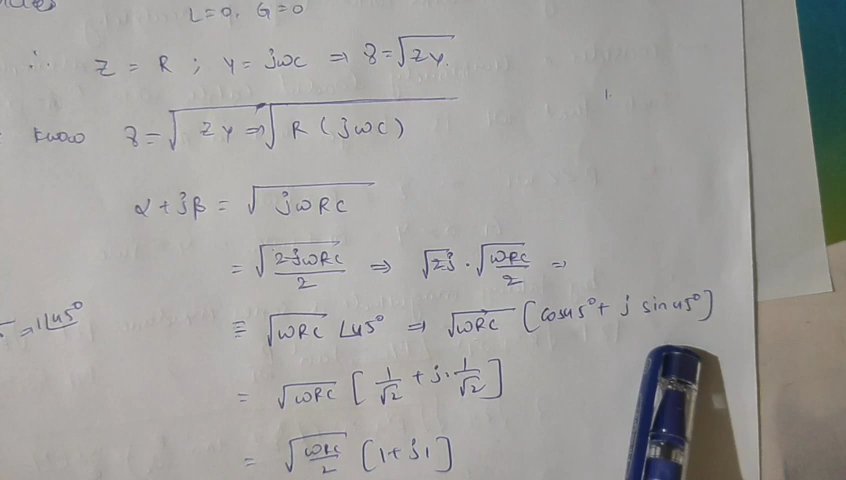 L=0, G=0
∴ Z = R ; Y = jωC ⇒ γ = √ZY.
γ = √ZY ⇒ √R(jωC)
α + jβ = √jωRC
= √(2jωRC/2) ⇒ √2j · √(ωRC/2) ⇒
≡ √ωRC ∠45° ⇒ √ωRC [cos45° + j sin45°]
= 1∠45°
= √ωRC [1/√2 + j·1/√2]
= √(ωRC/2) [1+j1]